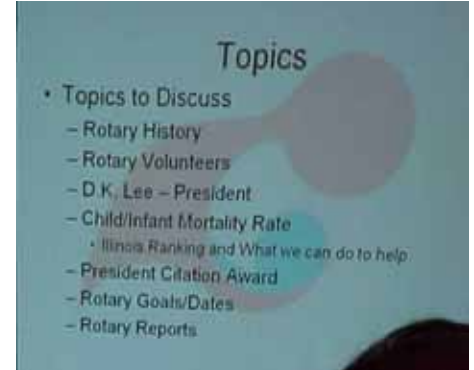 Topics
• Topics to Discuss
– Rotary History
– Rotary Volunteers
– D.K. Lee – President
– Child/Infant Mortality Rate
• Illinois Ranking and What we can do to help
– President Citation Award
– Rotary Goals/Dates
– Rotary Reports